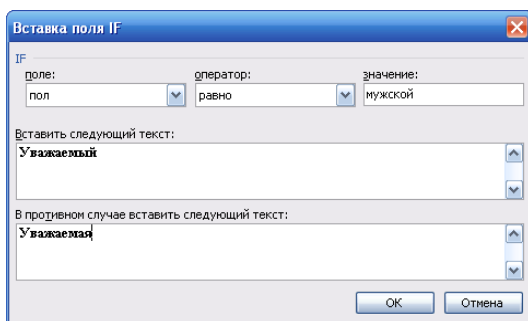 Вставка поля IF
IF
поле: оператор: значение:
пол равно мужской
Вставить следующий текст:
Уважаемый
В противном случае вставить следующий текст:
Уважаемая
ОК Отмена